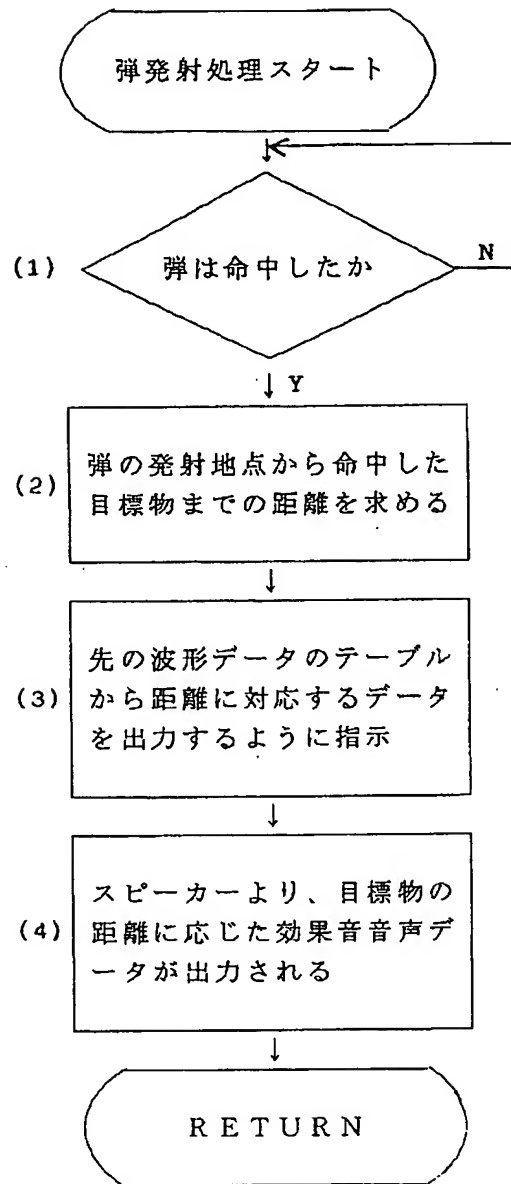 弾発射処理スタート
(1) 弾は命中したか N
Y
(2) 弾の発射地点から命中した
目標物までの距離を求める
(3) 先の波形データのテーブル
から距離に対応するデータ
を出力するように指示
(4) スピーカーより、目標物の
距離に応じた効果音音声デ
ータが出力される
RETURN